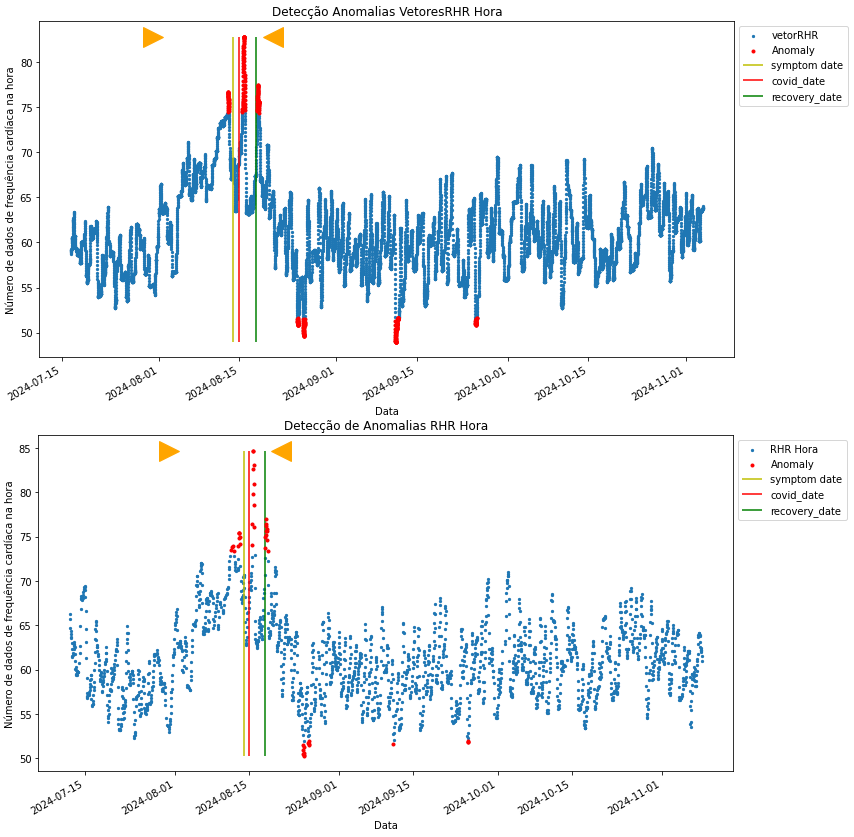 Detecção Anomalias VetoresRHR Hora
Número de dados de frequência cardíaca na hora
85
80
75
70
65
60
55
50
2024-07-15
2024-08-01
2024-08-15
2024-09-01
2024-09-15
2024-10-01
2024-10-15
2024-11-01
Data
vetorRHR
Anomaly
symptom date
covid_date
recovery_date
Detecção de Anomalias RHR Hora
Número de dados de frequência cardíaca na hora
85
80
75
70
65
60
55
50
2024-07-15
2024-08-01
2024-08-15
2024-09-01
2024-09-15
2024-10-01
2024-10-15
2024-11-01
Data
RHR Hora
Anomaly
symptom date
covid_date
recovery_date